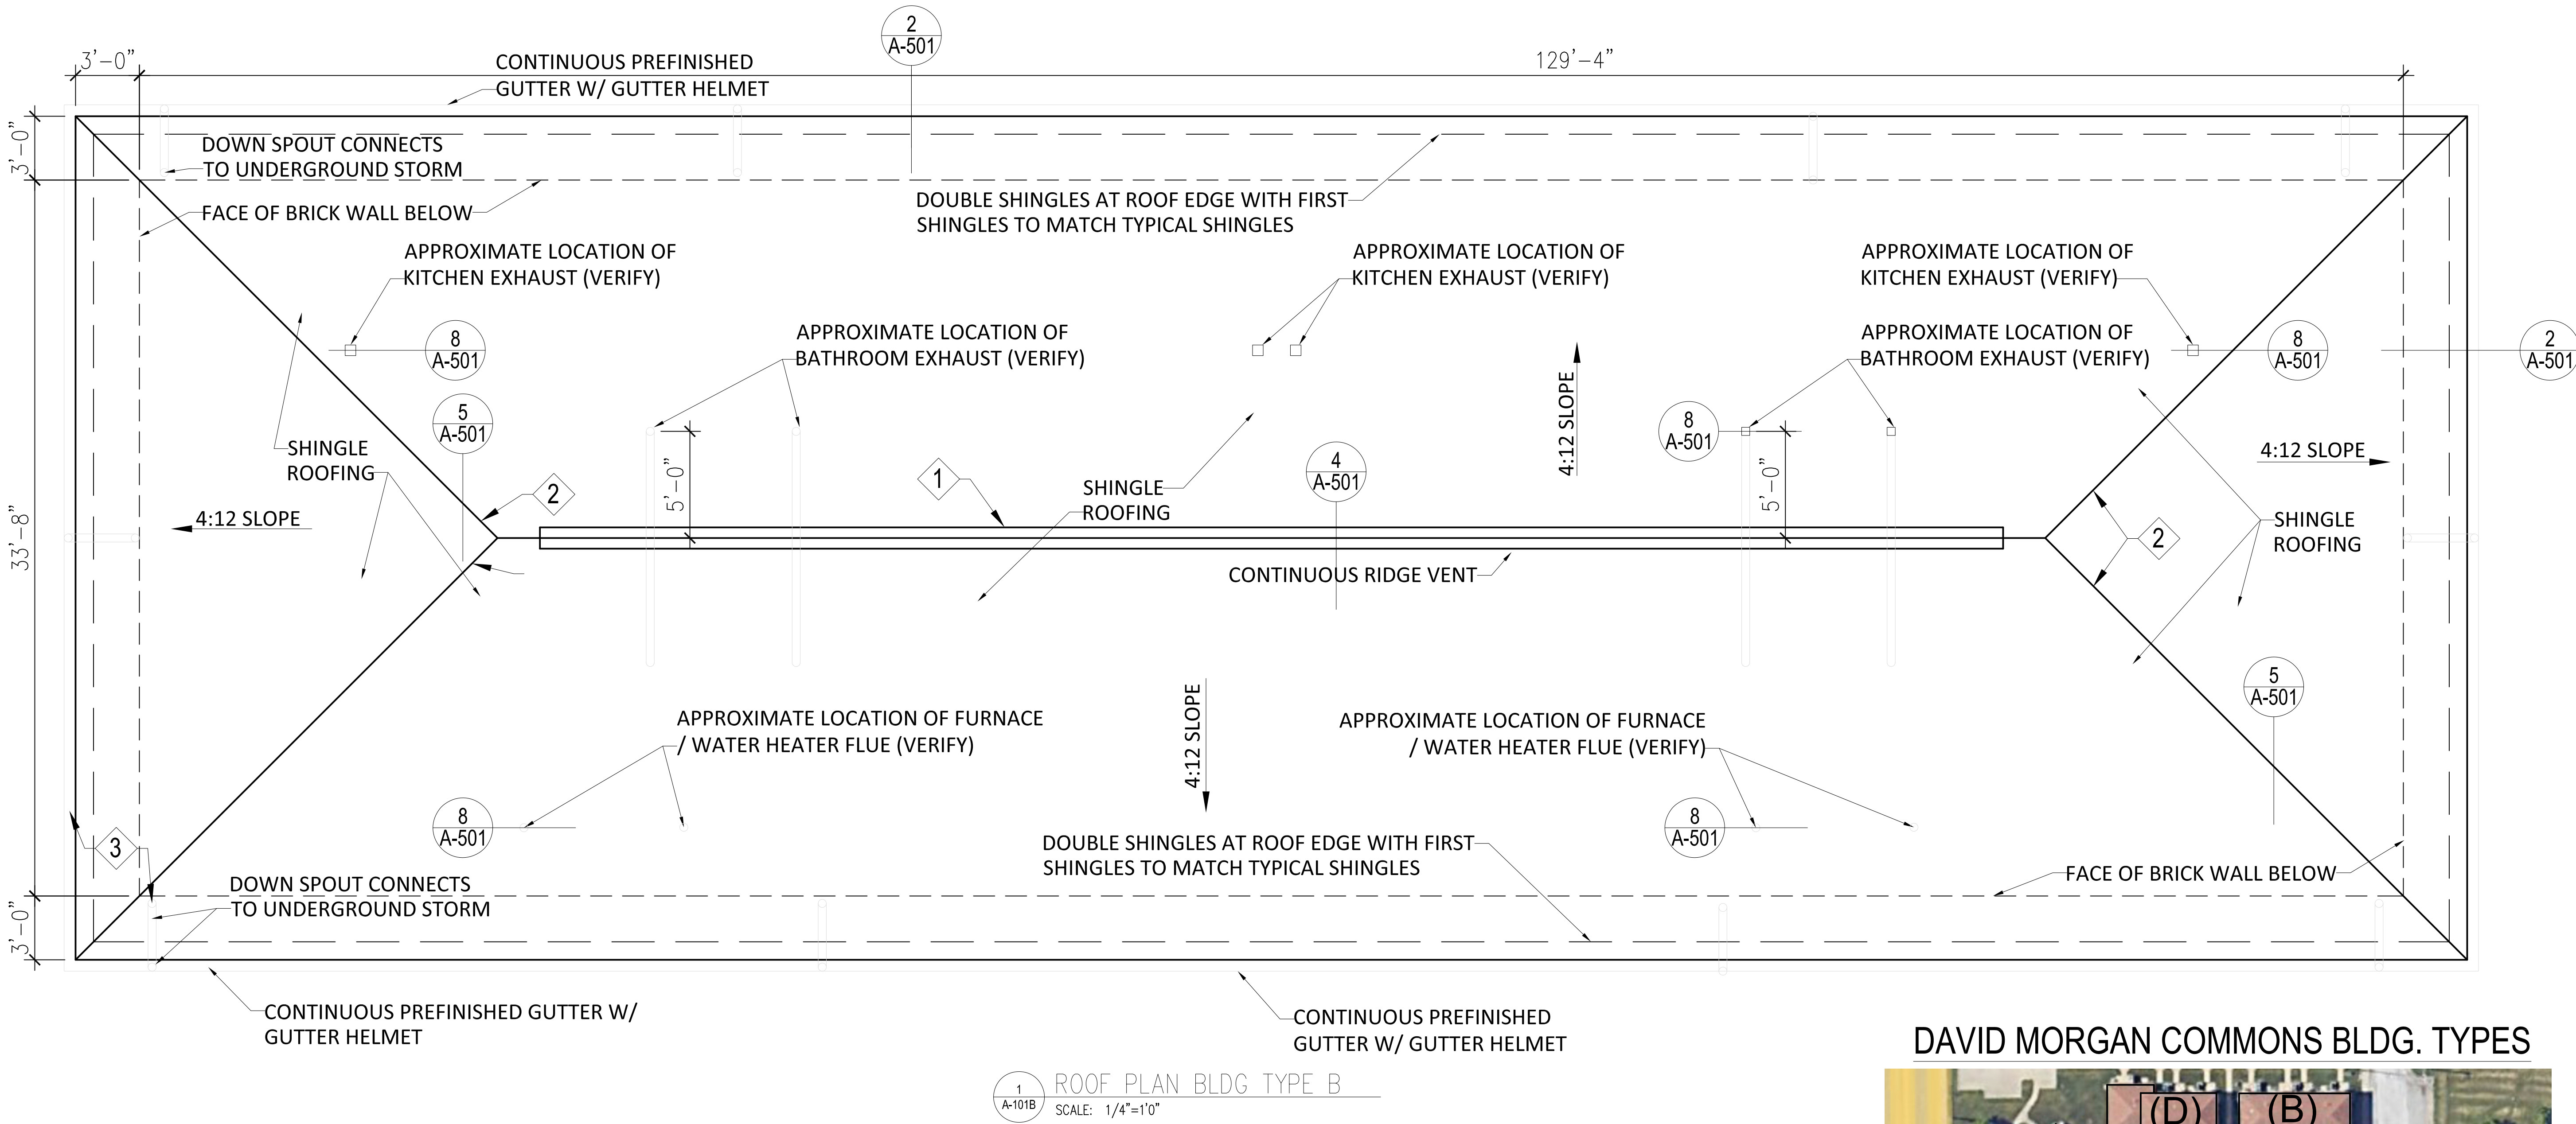 2
A-501
3'-0"
CONTINUOUS PREFINISHED
GUTTER W/ GUTTER HELMET
129'-4"
3'-0"
DOWN SPOUT CONNECTS
TO UNDERGROUND STORM
FACE OF BRICK WALL BELOW
DOUBLE SHINGLES AT ROOF EDGE WITH FIRST
SHINGLES TO MATCH TYPICAL SHINGLES
APPROXIMATE LOCATION OF
KITCHEN EXHAUST (VERIFY)
APPROXIMATE LOCATION OF
KITCHEN EXHAUST (VERIFY)
APPROXIMATE LOCATION OF
KITCHEN EXHAUST (VERIFY)
8
A-501
APPROXIMATE LOCATION OF
BATHROOM EXHAUST (VERIFY)
APPROXIMATE LOCATION OF
BATHROOM EXHAUST (VERIFY)
8
A-501
2
A-501
5
A-501
4:12 SLOPE
8
A-501
SHINGLE
ROOFING
5'-0"
1
SHINGLE
ROOFING
4
A-501
5'-0"
4:12 SLOPE
2
4:12 SLOPE
33'-8"
2
SHINGLE
ROOFING
CONTINUOUS RIDGE VENT
5
A-501
APPROXIMATE LOCATION OF FURNACE
/ WATER HEATER FLUE (VERIFY)
4:12 SLOPE
APPROXIMATE LOCATION OF FURNACE
/ WATER HEATER FLUE (VERIFY)
8
A-501
8
A-501
3
DOUBLE SHINGLES AT ROOF EDGE WITH FIRST
SHINGLES TO MATCH TYPICAL SHINGLES
FACE OF BRICK WALL BELOW
DOWN SPOUT CONNECTS
TO UNDERGROUND STORM
3'-0"
CONTINUOUS PREFINISHED GUTTER W/
GUTTER HELMET
CONTINUOUS PREFINISHED
GUTTER W/ GUTTER HELMET
DAVID MORGAN COMMONS BLDG. TYPES
1
A-101B
ROOF PLAN BLDG TYPE B
SCALE: 1/4"=1'0"
(D)
(B)